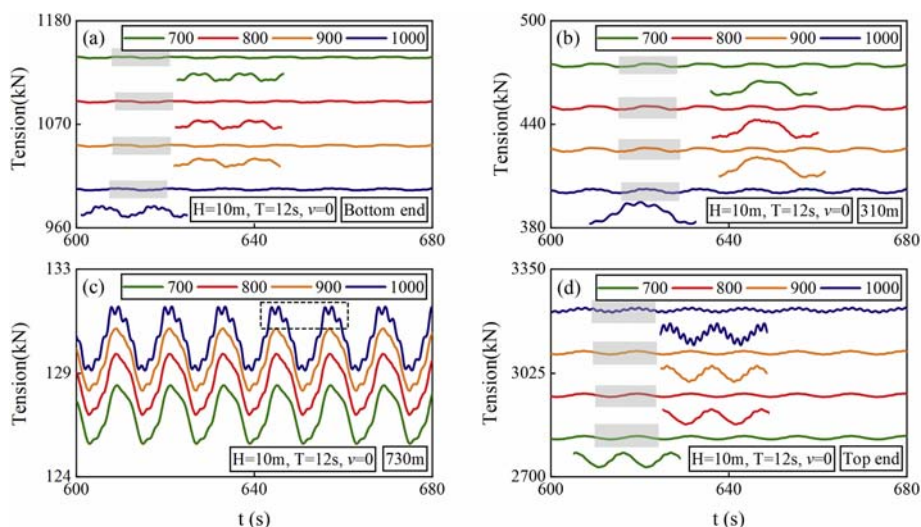 (a) 700 800 900 1000
1180
1070
960
Tension(kN)
H=10m, T=12s, v=0 Bottom end
600 640 680
(b) 700 800 900 1000
500
440
380
Tension(kN)
H=10m, T=12s, v=0 310m
600 640 680
(c) 700 800 900 1000
133
129
124
Tension(kN)
H=10m, T=12s, v=0 730m
600 640 680
t (s)
(d) 700 800 900 1000
3350
3025
2700
Tension(kN)
H=10m, T=12s, v=0 Top end
600 640 680
t (s)